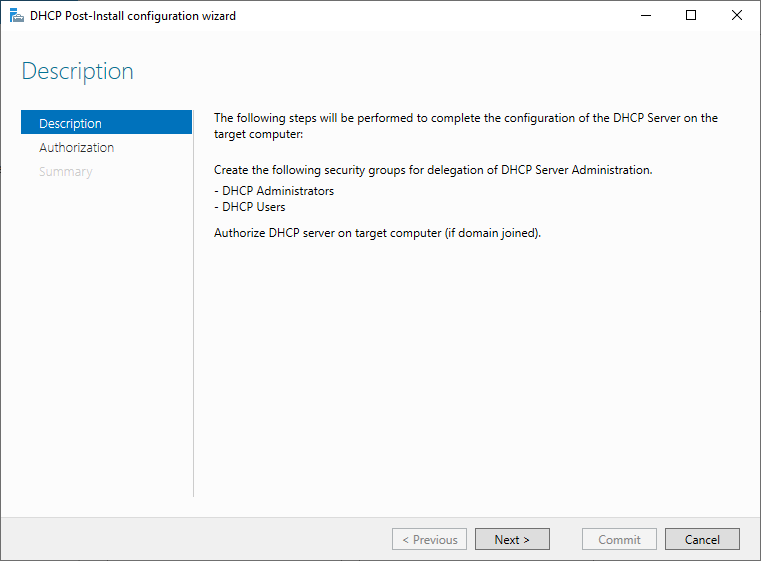 DHCP Post-Install configuration wizard
Description
Description
Authorization
Summary
The following steps will be performed to complete the configuration of the DHCP Server on the
target computer:
Create the following security groups for delegation of DHCP Server Administration.
- DHCP Administrators
- DHCP Users
Authorize DHCP server on target computer (if domain joined).
< Previous
Next >
Commit
Cancel